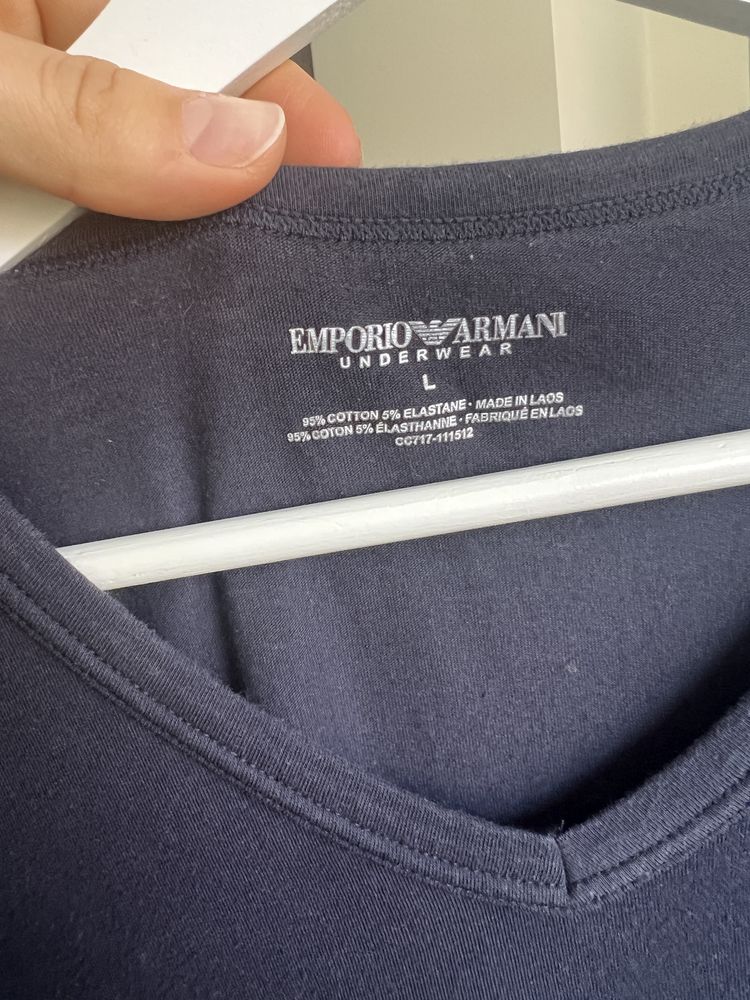 EMPORIO ARMANI
UNDERWEAR
L
95% COTTON 5% ELASTANE · MADE IN LAOS
95% COTON 5% ÉLASTHANNE · FABRIQUÉ EN LAOS
CC717-111512